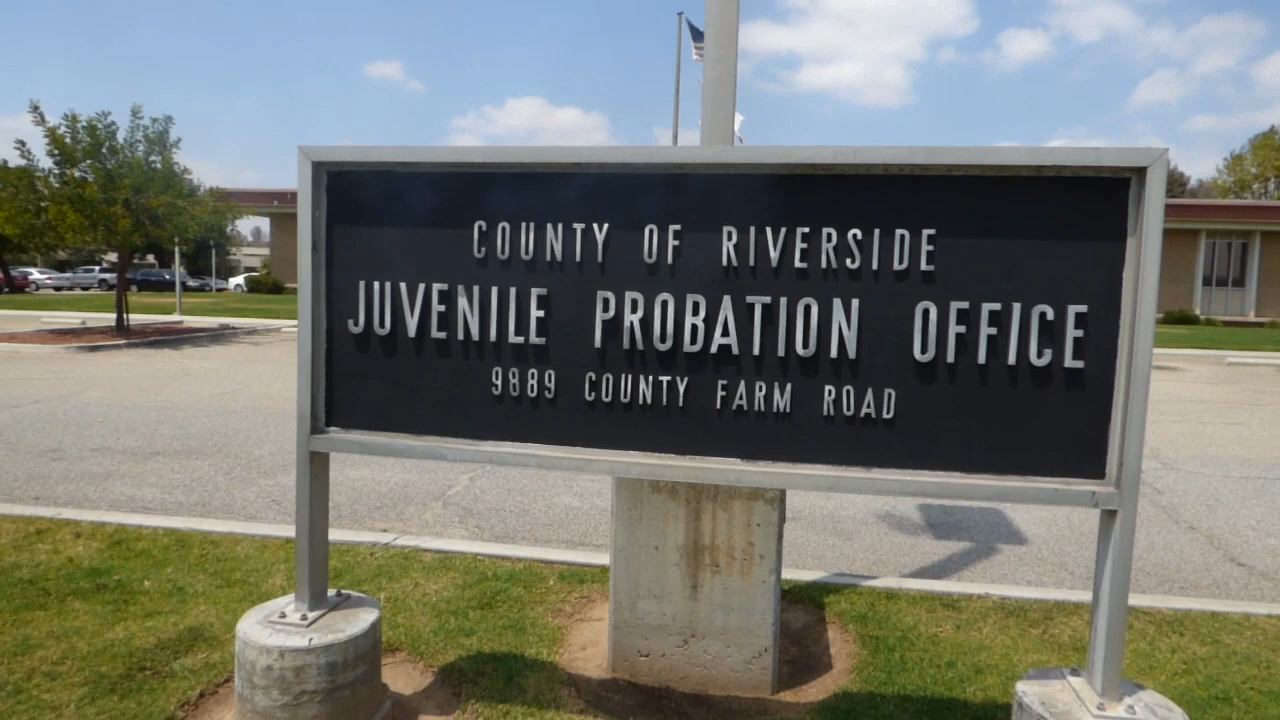 COUNTY OF RIVERSIDE
JUVENILE PROBATION OFFICE
9889 COUNTY FARM ROAD